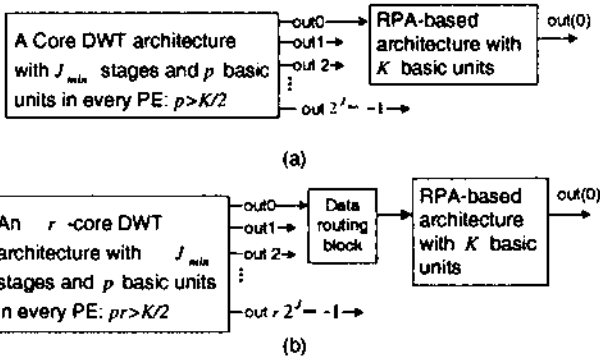 A Core DWT architecture
with J min stages and p basic
units in every PE: p>K/2
out0
out1
out 2
out 2 J -1
RPA-based
architecture with
K basic units
out(0)
(a)
An r -core DWT
architecture with J min
stages and p basic units
in every PE: pr>K/2
out0
out1
out 2
out r 2 J -1
Data
routing
block
RPA-based
architecture
with K basic
units
out(0)
(b)